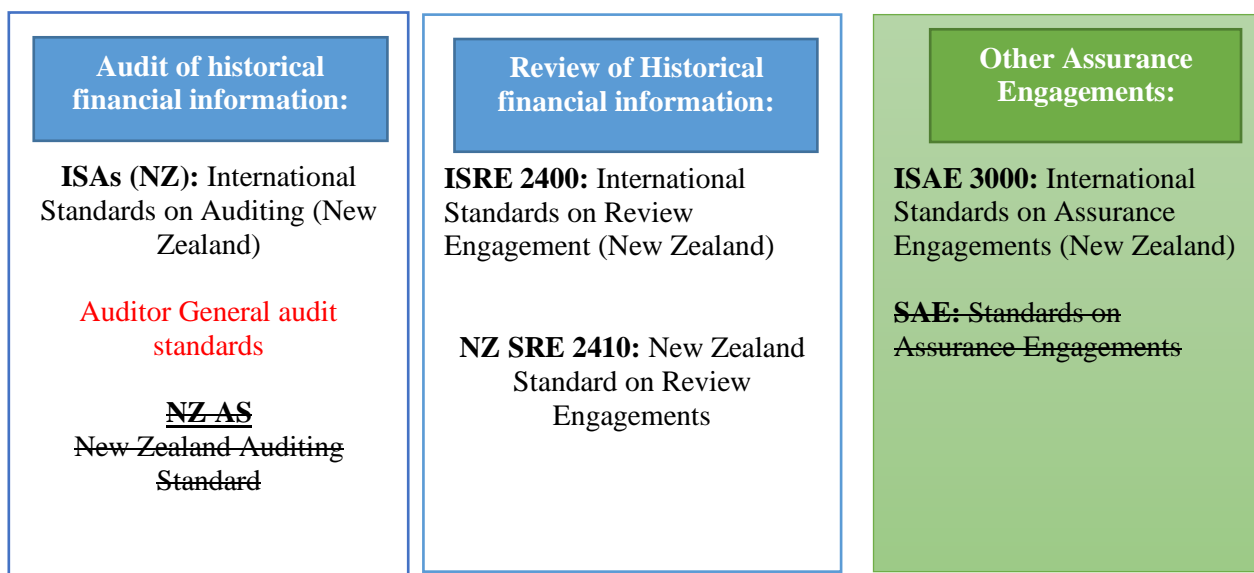 Audit of historical
financial information:
ISAs (NZ): International
Standards on Auditing (New
Zealand)
Auditor General audit
standards
NZ AS
New Zealand Auditing
Standard
Review of Historical
financial information:
ISRE 2400: International
Standards on Review
Engagement (New Zealand)
NZ SRE 2410: New Zealand
Standard on Review
Engagements
Other Assurance
Engagements:
ISAE 3000: International
Standards on Assurance
Engagements (New Zealand)
SAE: Standards on
Assurance Engagements